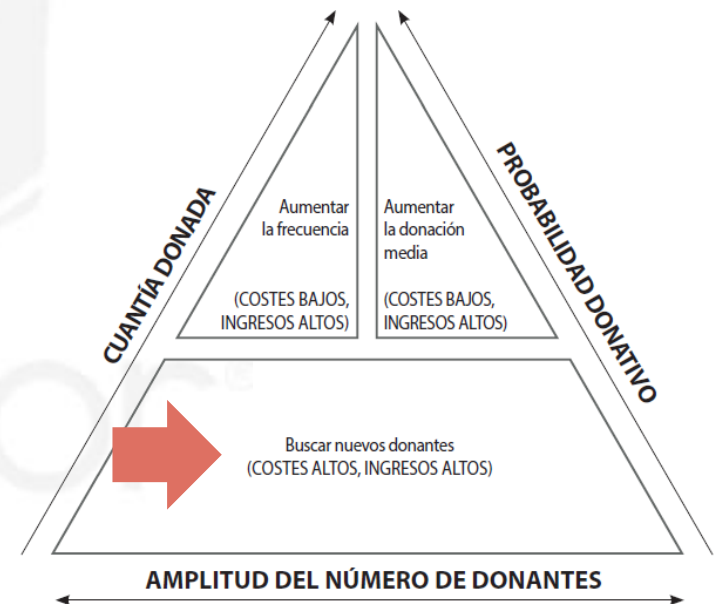 CUANTÍA DONADA
PROBABILIDAD DONATIVO
Aumentar
la frecuencia
(COSTES BAJOS,
INGRESOS ALTOS)
Aumentar
la donación
media
(COSTES BAJOS,
INGRESOS ALTOS)
Buscar nuevos donantes
(COSTES ALTOS, INGRESOS ALTOS)
AMPLITUD DEL NÚMERO DE DONANTES